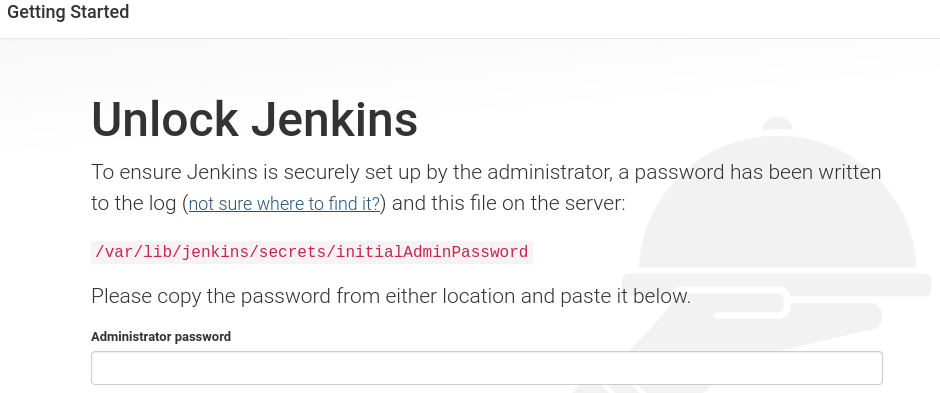 Getting Started
Unlock Jenkins
To ensure Jenkins is securely set up by the administrator, a password has been written
to the log (not sure where to find it?) and this file on the server:
/var/lib/jenkins/secrets/initialAdminPassword
Please copy the password from either location and paste it below.
Administrator password